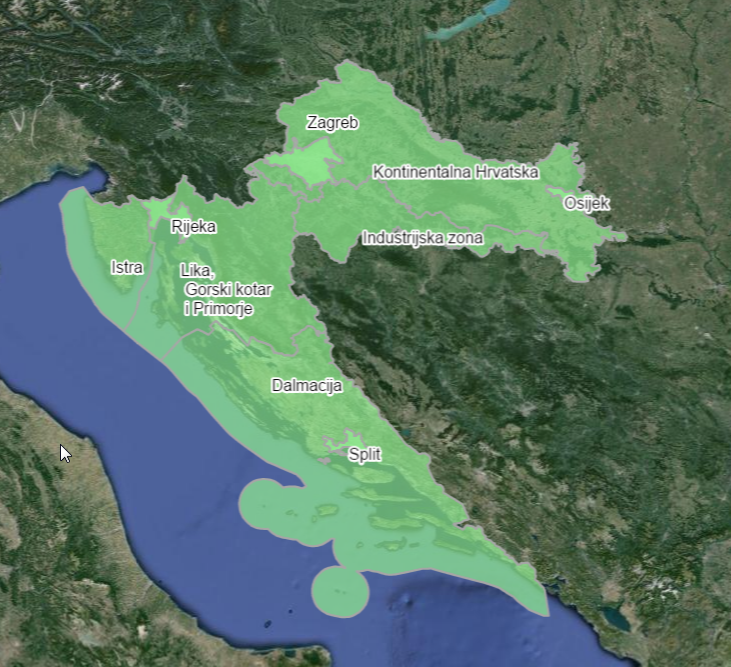 Zagreb
Kontinentalna Hrvatska
Osijek
Rijeka
Industrijska zona
Istra
Lika,
Gorski kotar
i Primorje
Dalmacija
Split